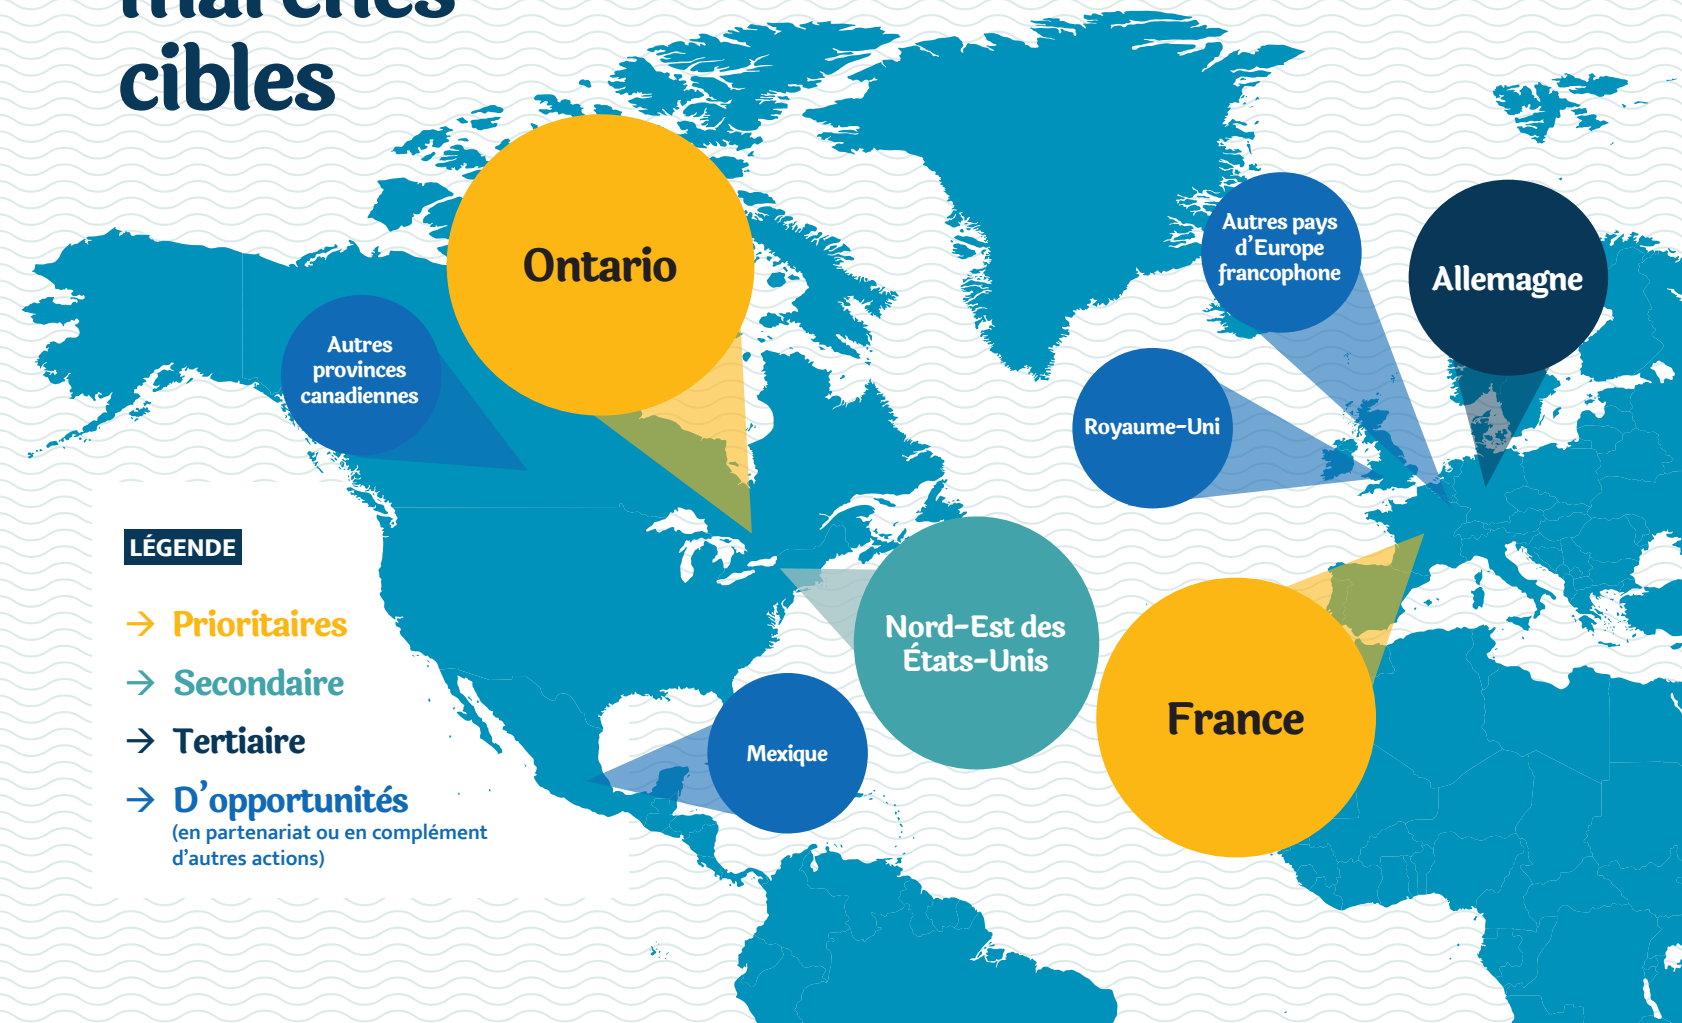 marchés
cibles
Ontario
Autres pays
d’Europe
francophone
Allemagne
Autres
provinces
canadiennes
Royaume-Uni
LÉGENDE
→ Prioritaires
→ Secondaire
→ Tertiaire
→ D’opportunités
(en partenariat ou en complément
d’autres actions)
Nord-Est des
États-Unis
France
Mexique